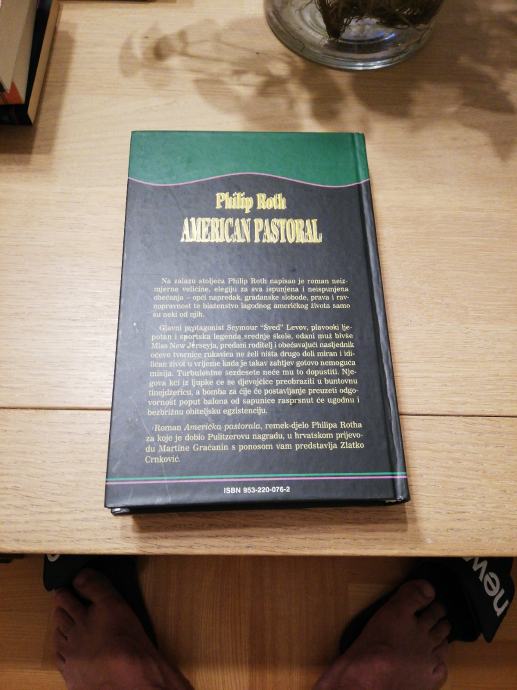 Philip Roth
AMERICAN PASTORAL
Na zalazu stoljeća Philip Roth napisao je roman neiz-
mjerne veličine, elegiju za sva ispunjena i neispunjena
obećanja – opći napredak, građanske slobode, prava i rav-
nopravnost te blaženstvo lagodnog američkog života samo
su neki od njih.
Glavni protagonist Seymour "Šved" Levov, plavooki lje-
potan i sportska legenda srednje škole, odani muž bivše
Miss New Jerseyja, predani roditelj i obećavajući nasljednik
očeve tvornice rukavica ne želi ništa drugo doli miran i idi-
ličan život u vrijeme kada je takav zahtjev gotovo nemoguća
misija. Turbulentne šezdesete neće mu to dopustiti. Nje-
gova kći iz ljupke će se djevojčice preobraziti u buntovnu
tinejdžericu, a bomba za čije će postavljanje preuzeti odgo-
vornost poput balona od sapunice rasprsnut će ugodnu i
bezbrižnu obiteljsku egzistenciju.
Roman Američka pastorala, remek-djelo Philipa Rotha
za koje je dobio Pulitzerovu nagradu, u hrvatskom prijevo-
du Martine Gračanin s ponosom vam predstavlja Zlatko
Crnković.
ISBN 953-220-076-2
new